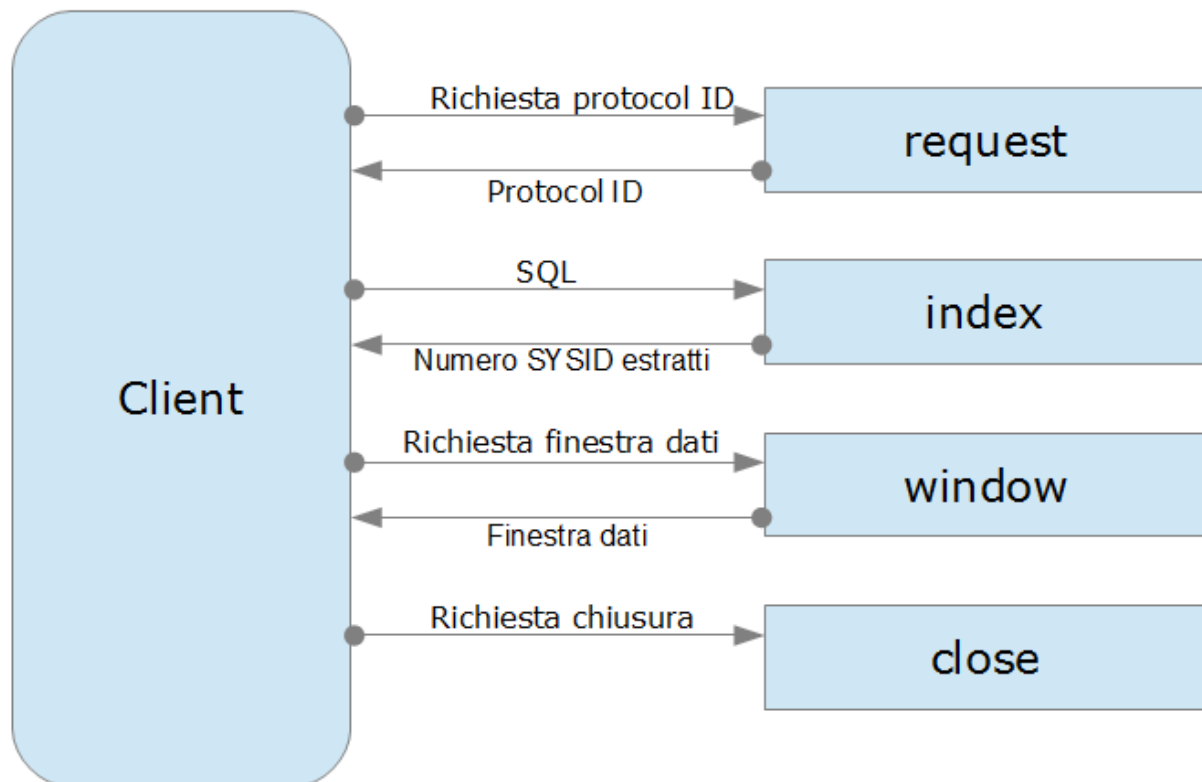 Richiesta protocol ID
request
Protocol ID
SQL
index
Numero SYSID estratti
Client
Richiesta finestra dati
window
Finestra dati
Richiesta chiusura
close